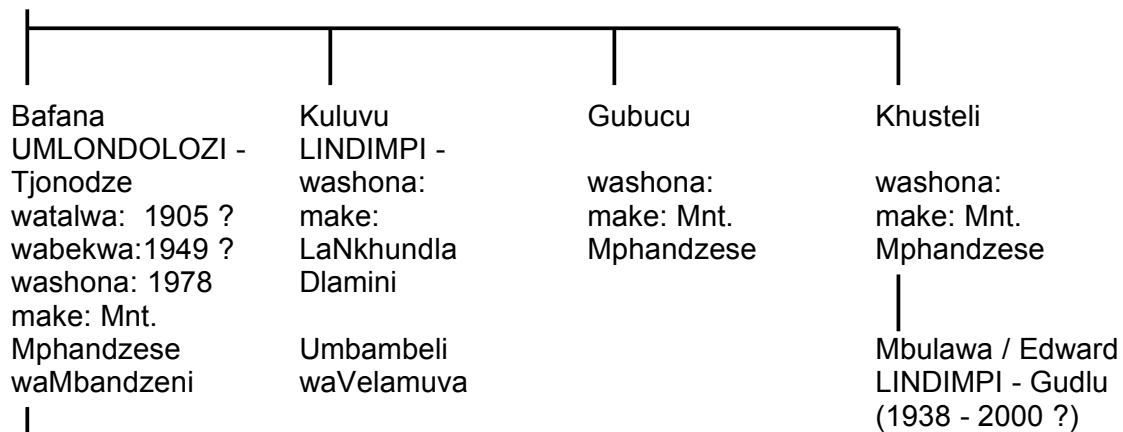 Bafana
UMLONDOLOZI -
Tjonodze
watalwa: 1905 ?
wabekwa:1949 ?
washona: 1978
make: Mnt.
Mphandzese
waMbandzeni
Kuluvu
LINDIMPI -
washona:
make:
LaNkhundla
Dlamini
Umbambeli
waVelamuva
Gubucu
washona:
make: Mnt.
Mphandzese
Khusteli
washona:
make: Mnt.
Mphandzese
Mbulawa / Edward
LINDIMPI - Gudlu
(1938 - 2000 ?)